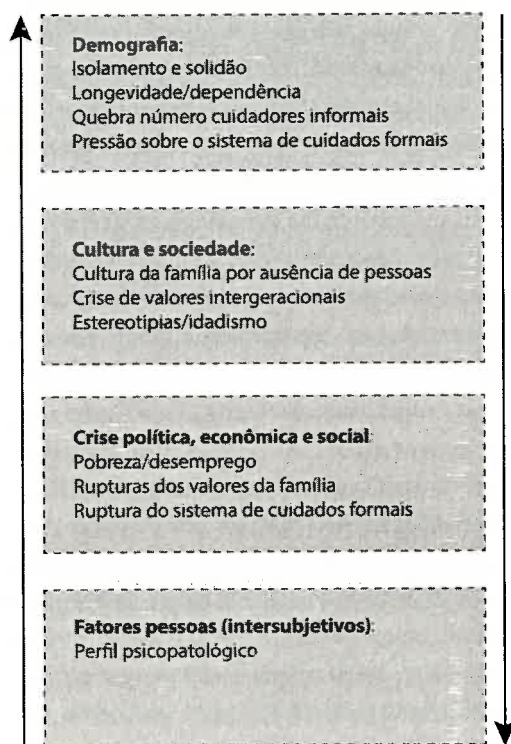 Demografia:
Isolamento e solidão
Longevidade/dependência
Quebra número cuidadores informais
Pressão sobre o sistema de cuidados formais
Cultura e sociedade:
Cultura da família por ausência de pessoas
Crise de valores intergeracionais
Estereotipias/idadismo
Crise política, econômica e social:
Pobreza/desemprego
Rupturas dos valores da família
Ruptura do sistema de cuidados formais
Fatores pessoas (intersubjetivos):
Perfil psicopatológico